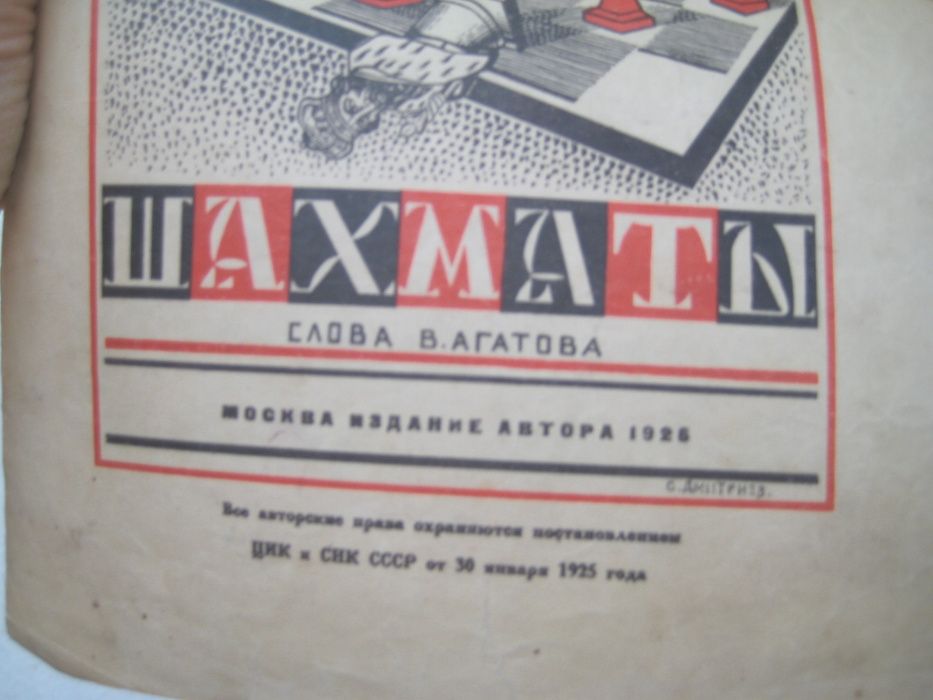 ШАХМАТЫ
СЛОВА В. АГАТОВА
МОСКВА ИЗДАНИЕ АВТОРА 1926
Все авторские права охраняются постановлением
ЦИК и СНК СССР от 30 января 1925 года